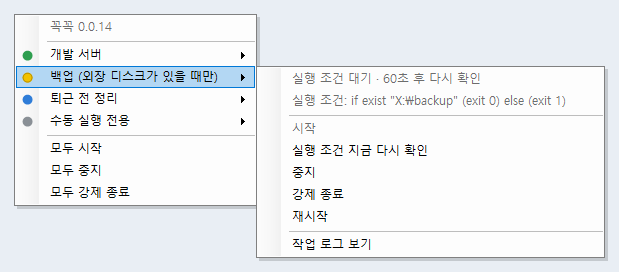 꼭꼭 0.0.14
개발 서버
백업 (외장 디스크가 있을 때만)
퇴근 전 정리
수동 실행 전용
모두 시작
모두 중지
모두 강제 종료
실행 조건 대기 · 60초 후 다시 확인
실행 조건: if exist "X:₩backup" (exit 0) else (exit 1)
시작
실행 조건 지금 다시 확인
중지
강제 종료
재시작
작업 로그 보기